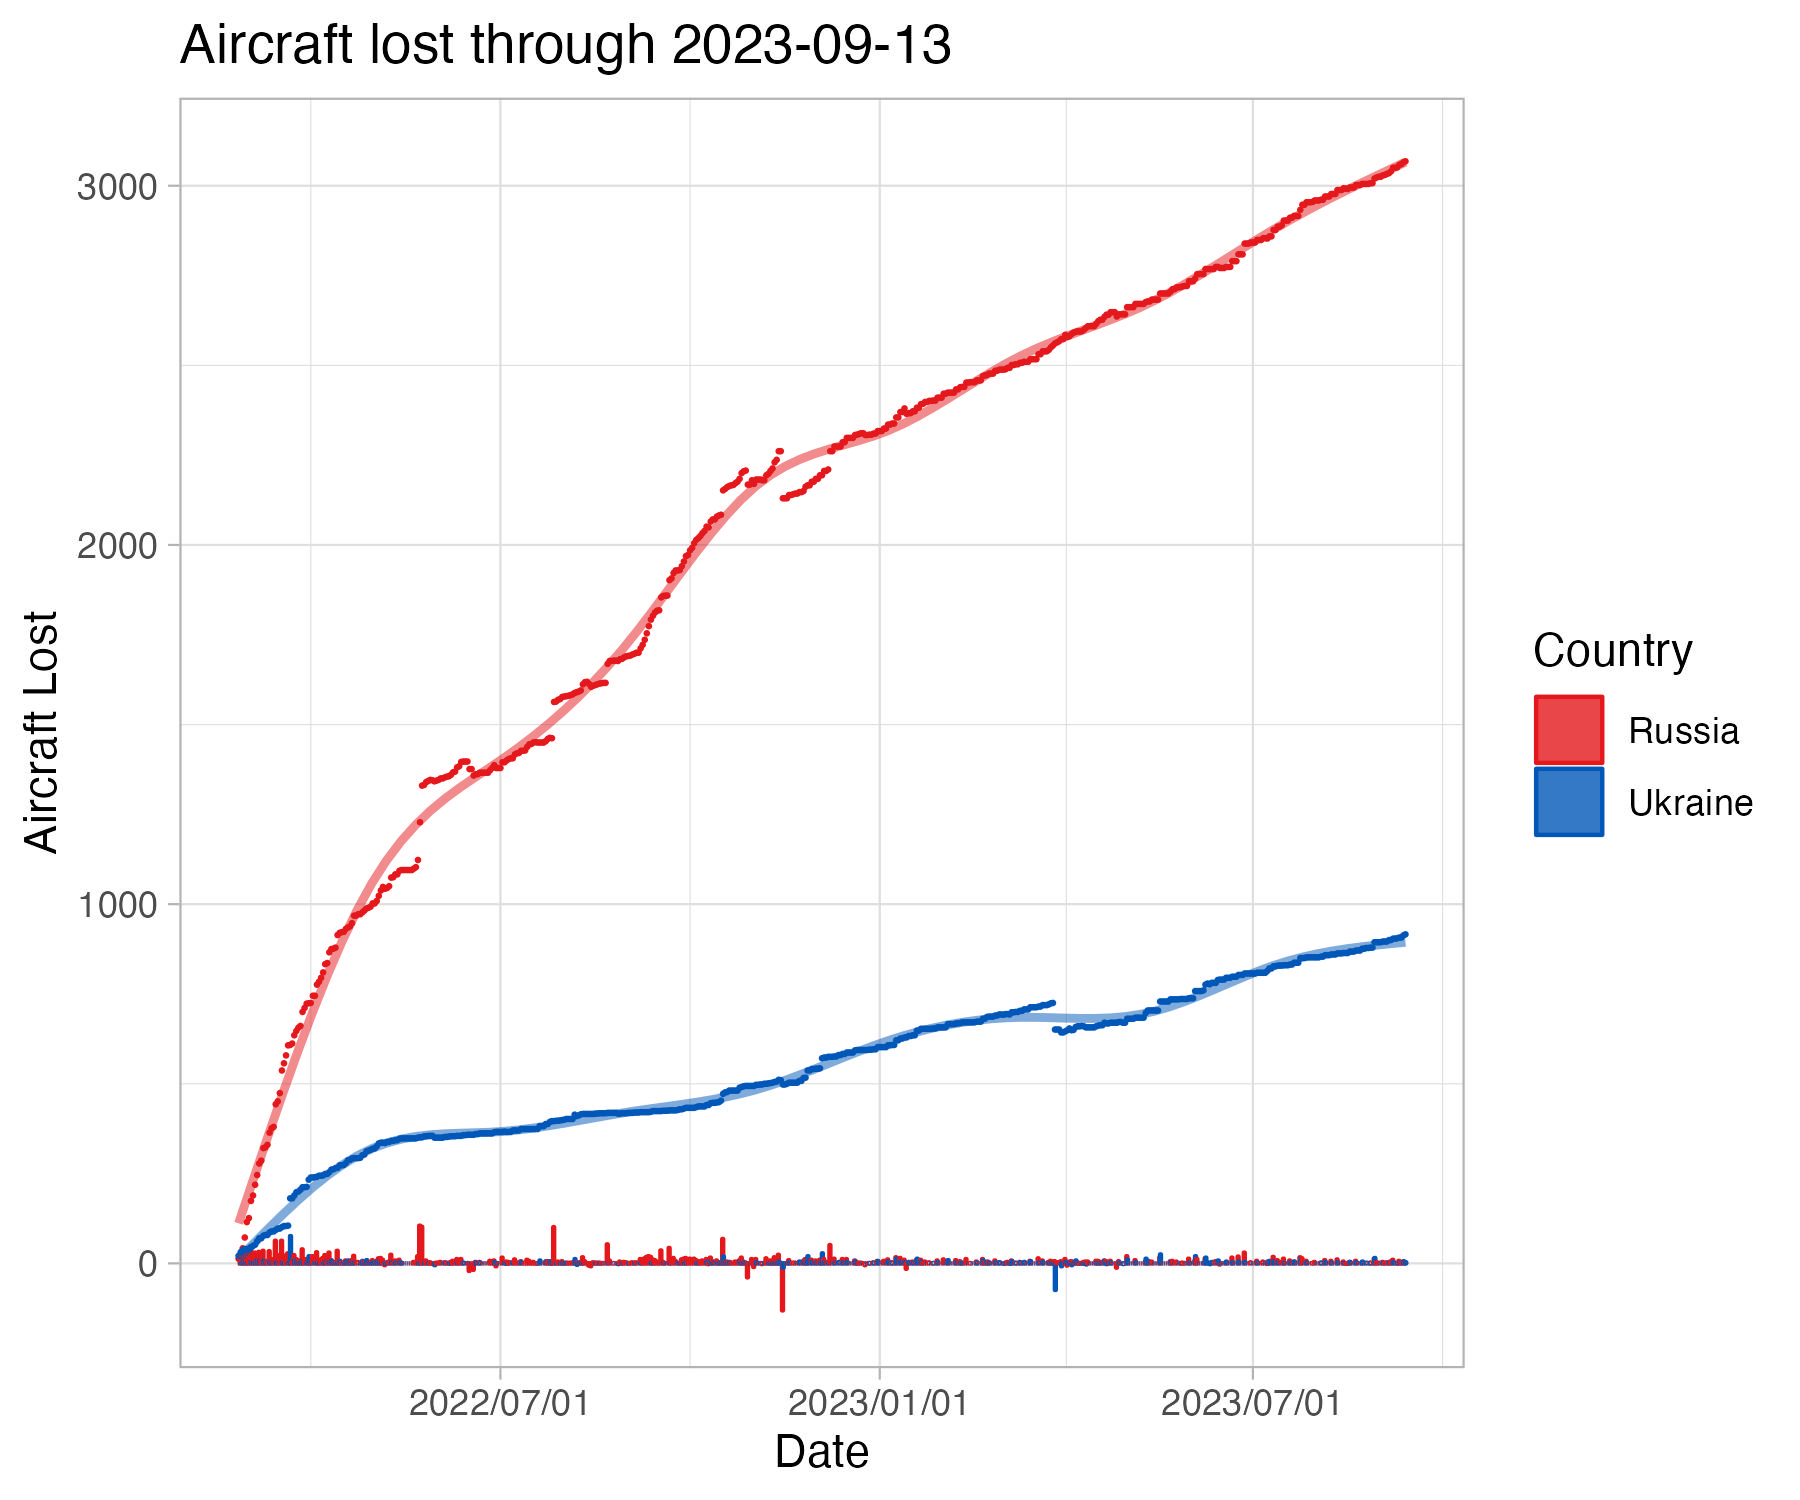 Aircraft lost through 2023-09-13
Aircraft Lost
3000
2000
1000
0
2022/07/01
2023/01/01
2023/07/01
Date
Country
Russia
Ukraine